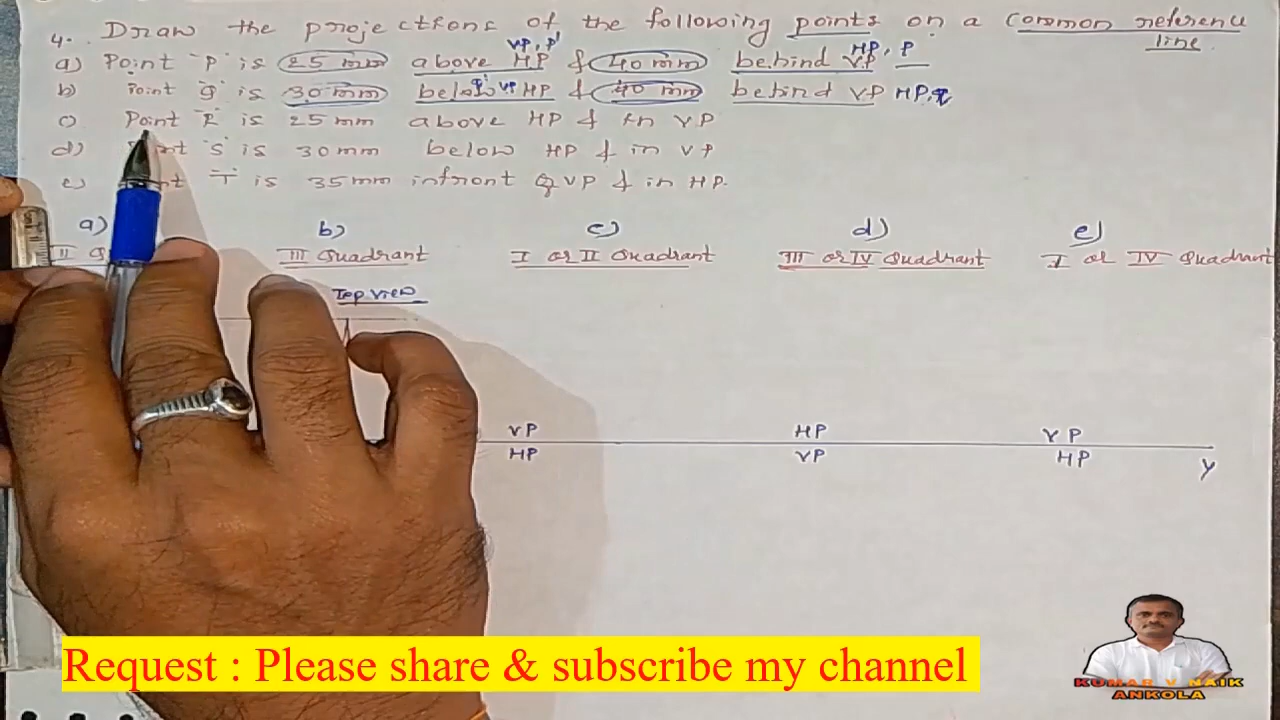 4. Draw the projections of the following points on a common reference line.
VP, p' HP, p
a) Point "P" is 25 mm above HP & 40 mm behind VP
q' VP
b) Point "Q" is 30 mm below HP & 40 mm behind VP HP, q
c) Point "R" is 25 mm above HP & in VP
d) "S" is 30 mm below HP & in VP
e) "T" is 35 mm infront of VP & in HP.
a) b) c) d) e)
II III Quadrant I or II Quadrant III or IV Quadrant I or IV Quadrant
Top View
VP HP VP
HP VP HP y
Request : Please share & subscribe my channel
KUMAR V NAIK
ANKOLA